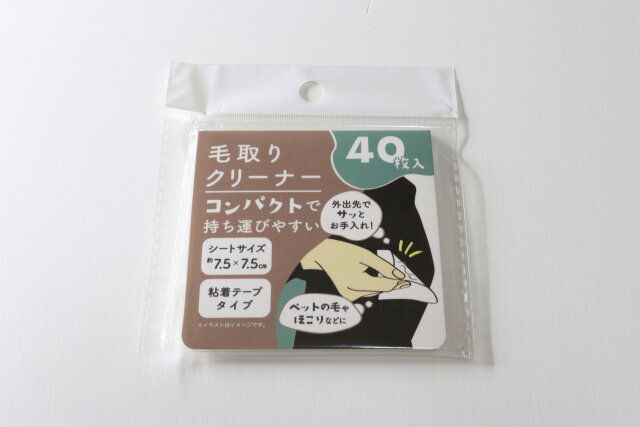 毛取り
クリーナー
コンパクトで
持ち運びやすい
シートサイズ
約7.5×7.5cm
粘着テープ
タイプ
※イラストはイメージです。
40枚入
外出先で
サッと
お手入れ!
ペットの毛や
ほこりなどに